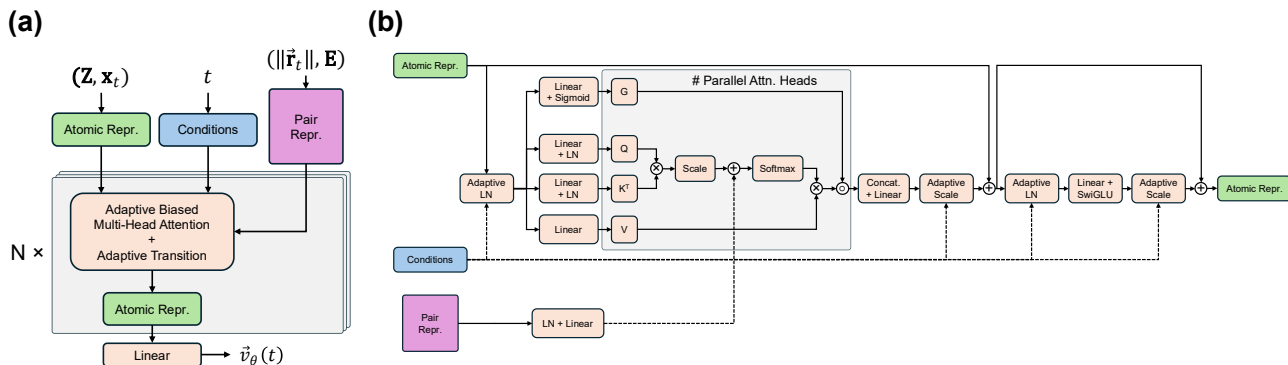 (a)
(𝐙, 𝐱ₜ)
t
(‖r⃗ₜ‖, 𝐄)
Atomic Repr.
Conditions
Pair
Repr.
N ×
Adaptive Biased
Multi-Head Attention
+
Adaptive Transition
Atomic Repr.
Linear
v⃗_θ(t)
(b)
Atomic Repr.
# Parallel Attn. Heads
Linear
+ Sigmoid
G
Linear
+ LN
Q
Scale
Softmax
Adaptive
LN
Linear
+ LN
Kᵀ
Linear
V
Concat.
+ Linear
Adaptive
Scale
Adaptive
LN
Linear +
SwiGLU
Adaptive
Scale
Atomic Repr.
Conditions
Pair
Repr.
LN + Linear